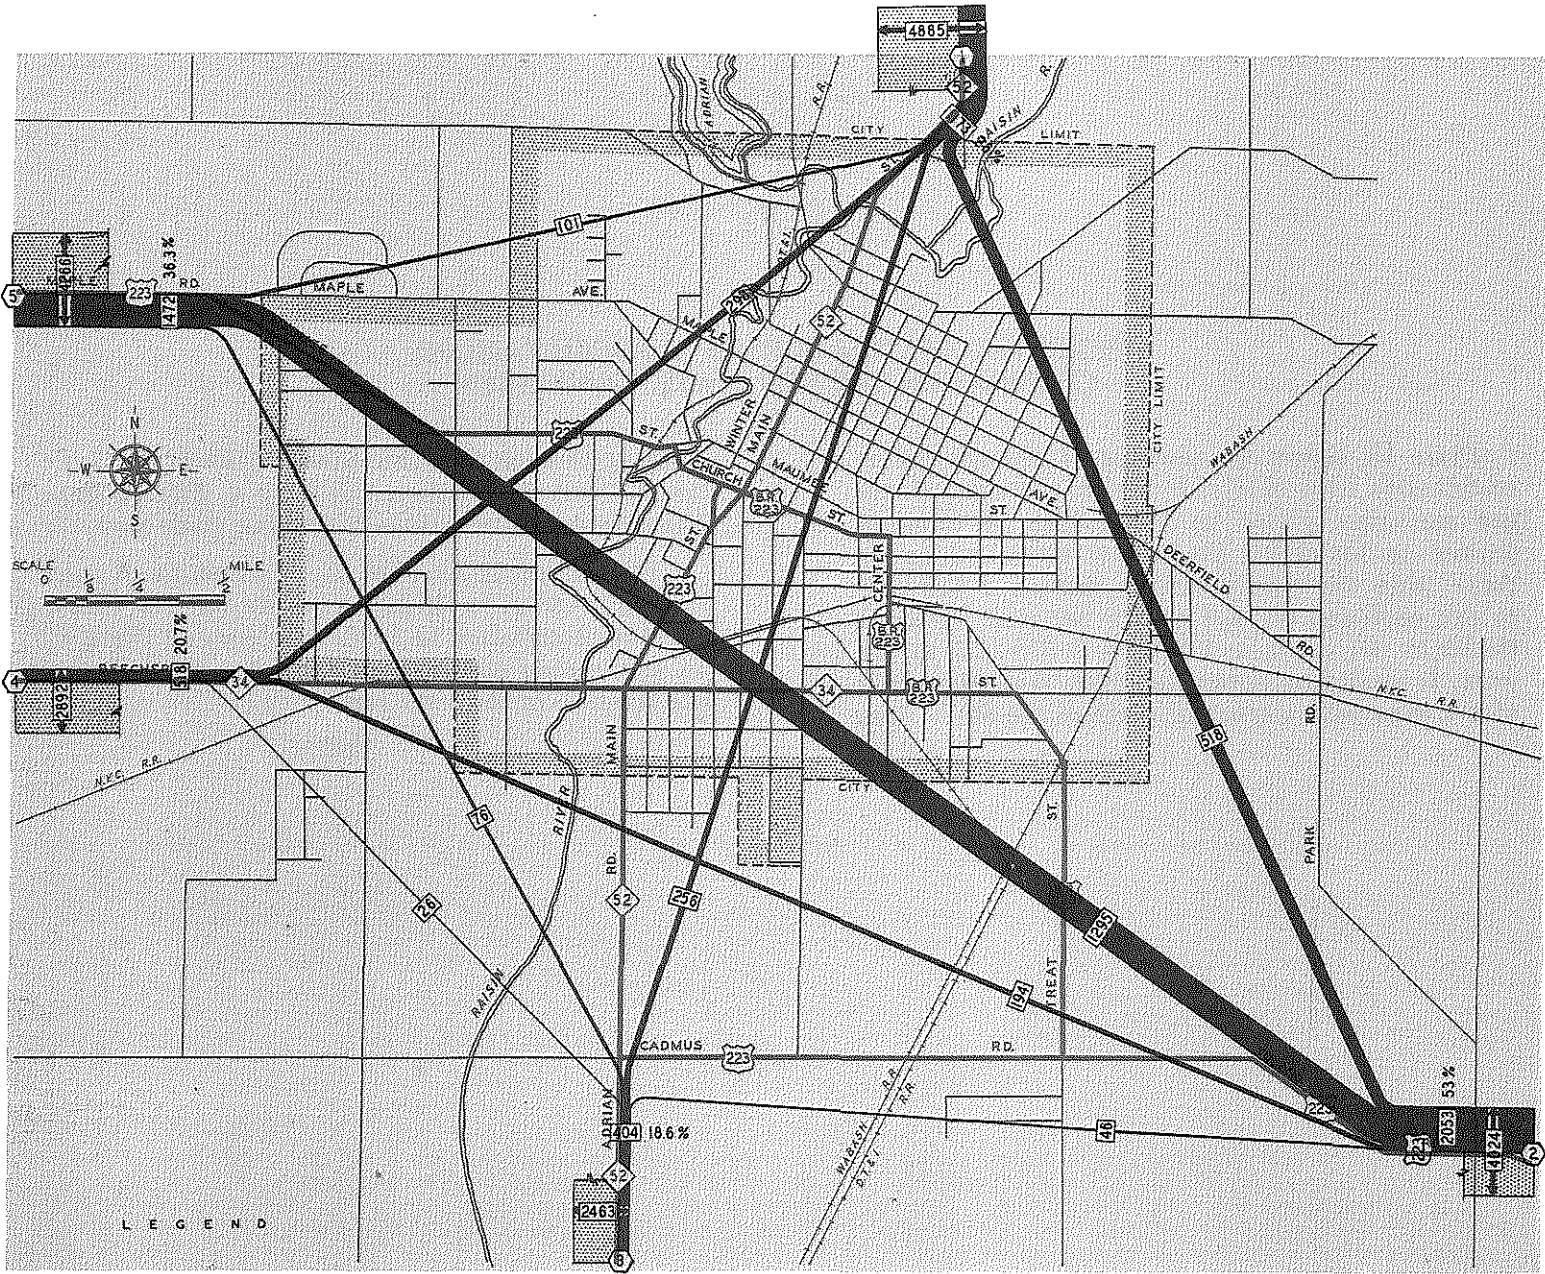 4885
1
52
ADRIAN
R.R.
R.
RAISIN
CITY
LIMIT
ST.
101
4266
36.3%
5
223
RD.
1472
MAPLE
AVE.
D.T.&I.
MAPLE
52
CITY LIMIT
N
W
E
S
ST.
WINTER
MAIN
CHURCH
MAUMEE
WABASH
AVE.
ST.
B.R.
223
ST.
ST.
DEERFIELD
RD.
SCALE
MILE
0
1/8
1/4
1/2
223
CENTER
B.R.
223
20.7%
BEECHER
518
4
34
2892
34
B.R.
223
ST.
N.K.C.
R.R.
RD.
518
N.K.C.
R.R.
MAIN
CITY
RIVER
76
ST.
PARK
RD.
26
52
256
1295
RAISIN
194
TREAT
CADMUS
223
RD.
R.R.
R.R.
53%
ADRIAN
223
404
18.6%
46
2053
4024
223
2
WABASH
D.T.&I.
52
2463
3
LEGEND